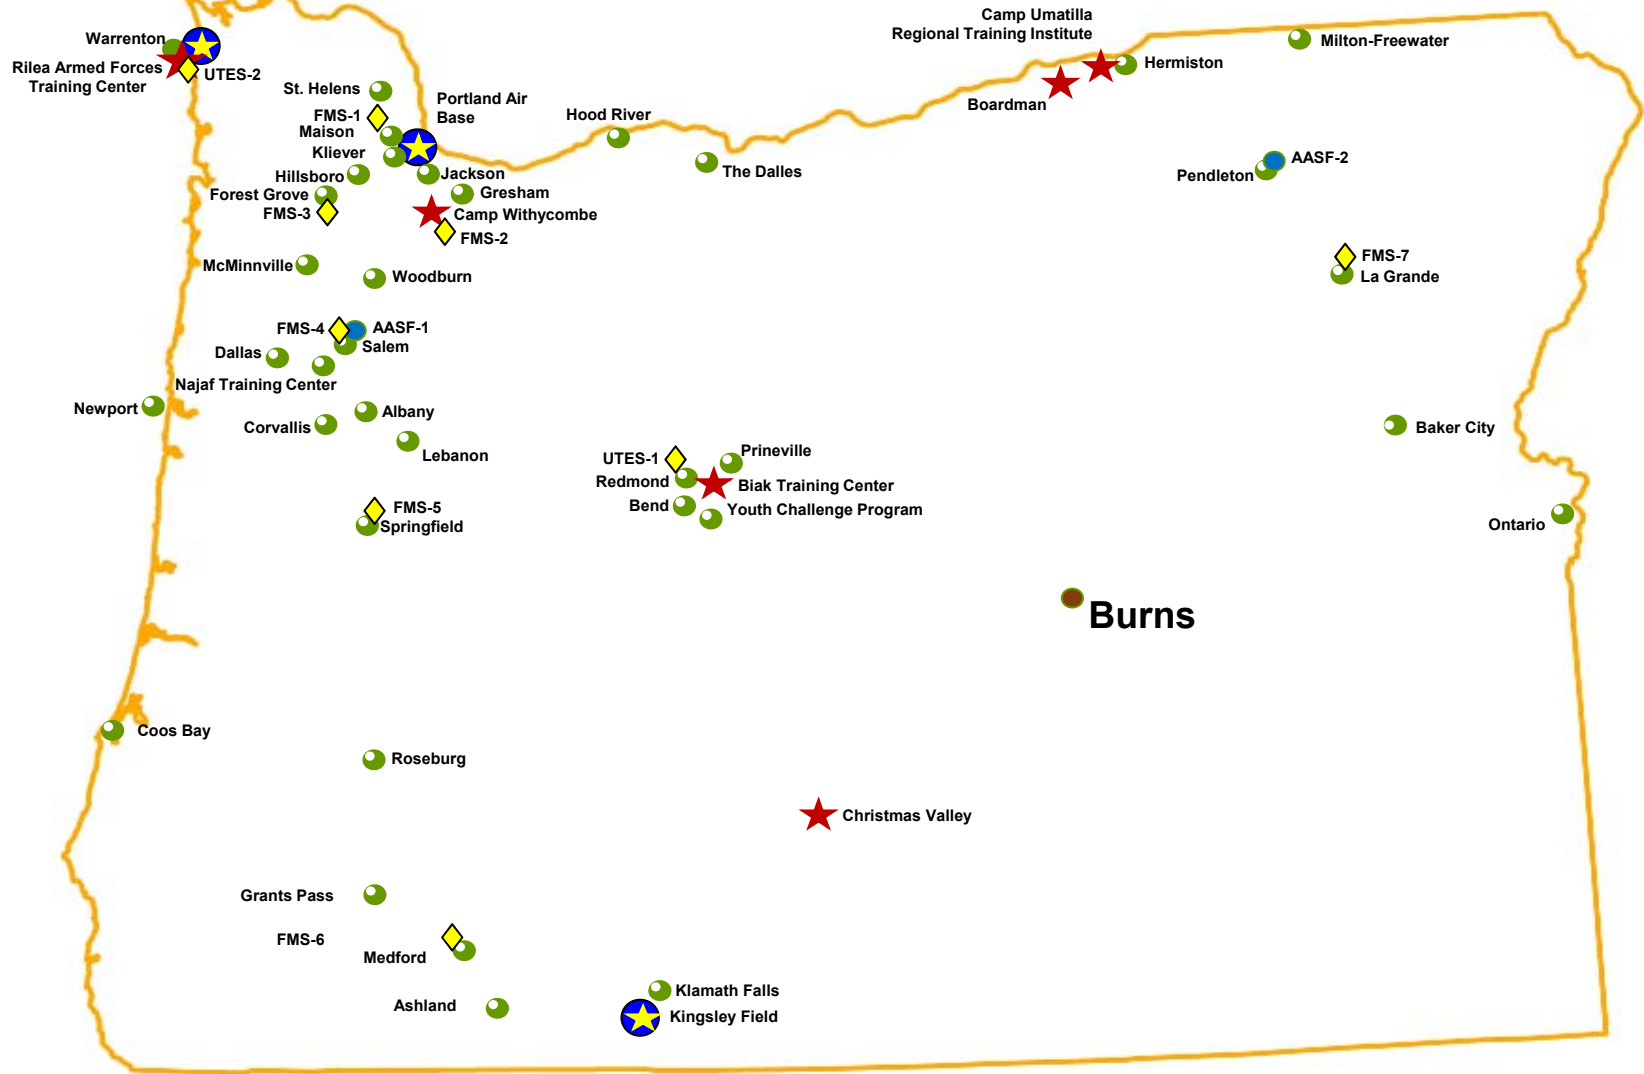 Camp Umatilla
Regional Training Institute
Warrenton
Milton-Freewater
Rilea Armed Forces
Training Center
UTES-2
Hermiston
St. Helens
Boardman
Portland Air
Base
FMS-1
Hood River
Maison
Kliever
AASF-2
The Dalles
Pendleton
Hillsboro
Jackson
Forest Grove
Gresham
FMS-3
Camp Withycombe
FMS-2
FMS-7
McMinnville
Woodburn
La Grande
FMS-4
AASF-1
Salem
Dallas
Najaf Training Center
Newport
Albany
Corvallis
Baker City
Lebanon
Prineville
UTES-1
Redmond
Biak Training Center
Bend
Youth Challenge Program
FMS-5
Springfield
Ontario
Burns
Coos Bay
Roseburg
Christmas Valley
Grants Pass
FMS-6
Medford
Klamath Falls
Ashland
Kingsley Field